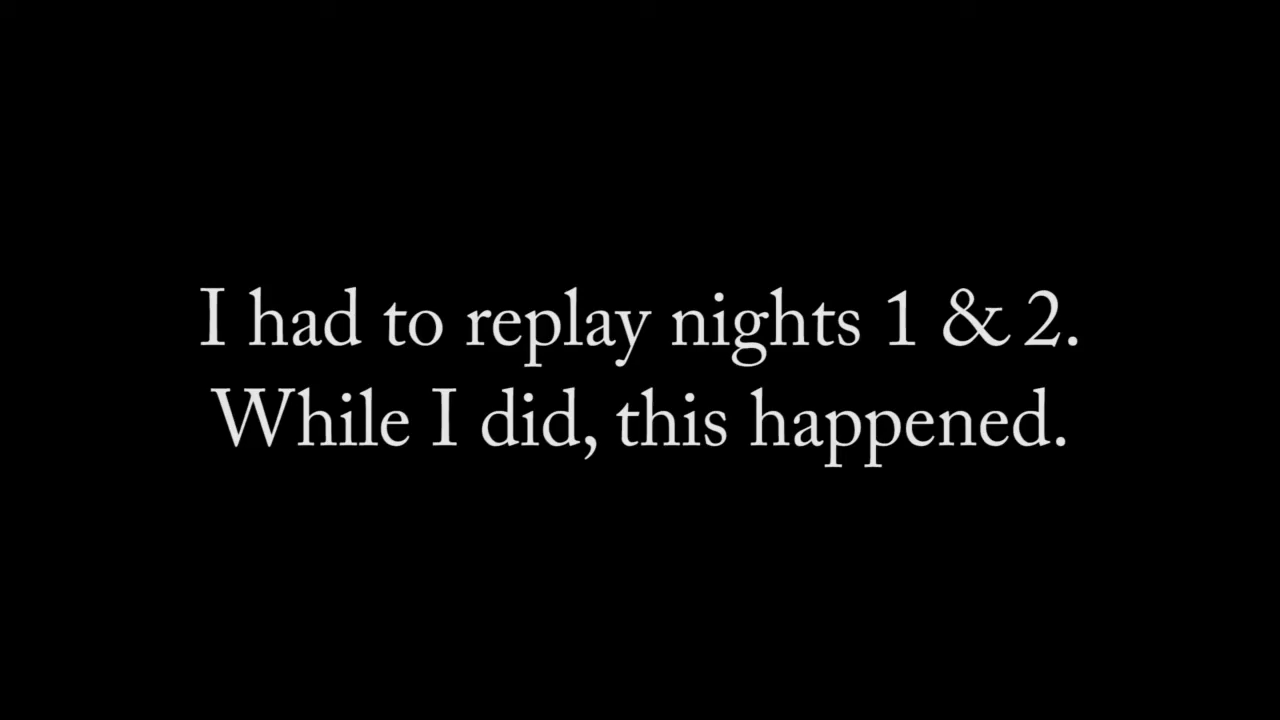 I had to replay nights 1 & 2.
While I did, this happened.